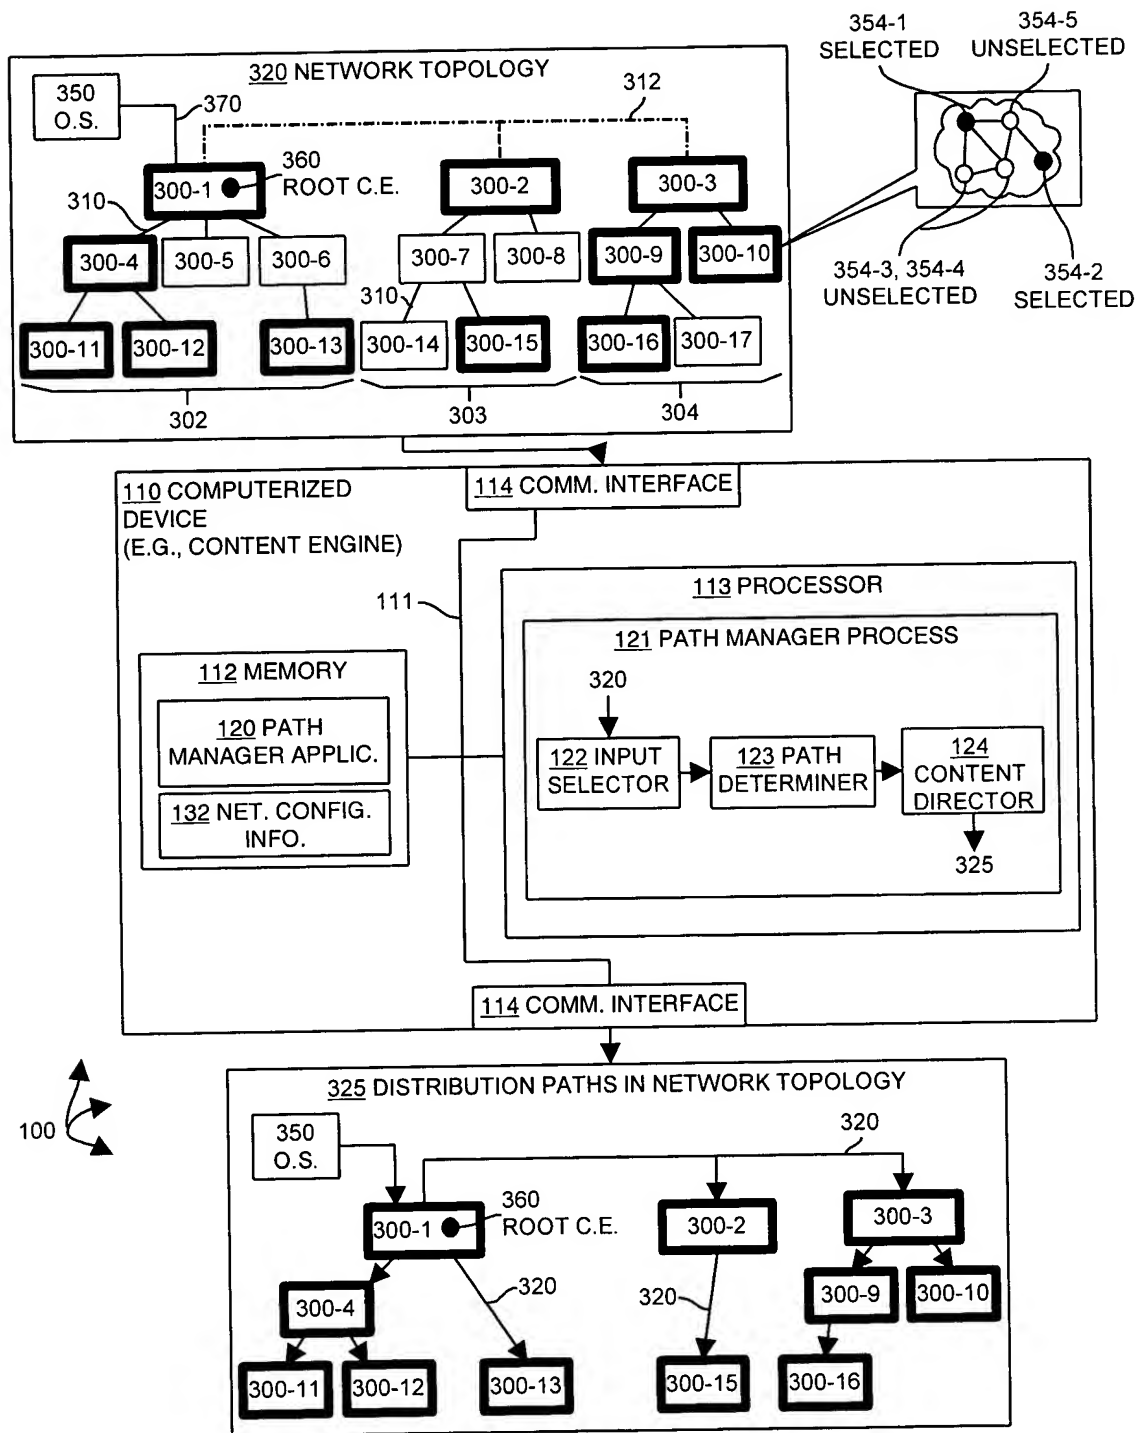 354-1
SELECTED
354-5
UNSELECTED
320 NETWORK TOPOLOGY
350
O.S.
370
312
360
ROOT C.E.
300-1
300-2
300-3
310
300-4
300-5
300-6
300-7
300-8
300-9
300-10
310
354-3, 354-4
UNSELECTED
354-2
SELECTED
300-11
300-12
300-13
300-14
300-15
300-16
300-17
302
303
304
110 COMPUTERIZED
DEVICE
(E.G., CONTENT ENGINE)
114 COMM. INTERFACE
111
113 PROCESSOR
121 PATH MANAGER PROCESS
112 MEMORY
120 PATH
MANAGER APPLIC.
132 NET. CONFIG.
INFO.
320
122 INPUT
SELECTOR
123 PATH
DETERMINER
124
CONTENT
DIRECTOR
325
114 COMM. INTERFACE
100
325 DISTRIBUTION PATHS IN NETWORK TOPOLOGY
350
O.S.
320
360
ROOT C.E.
300-1
300-2
300-3
300-4
320
320
300-9
300-10
300-11
300-12
300-13
300-15
300-16